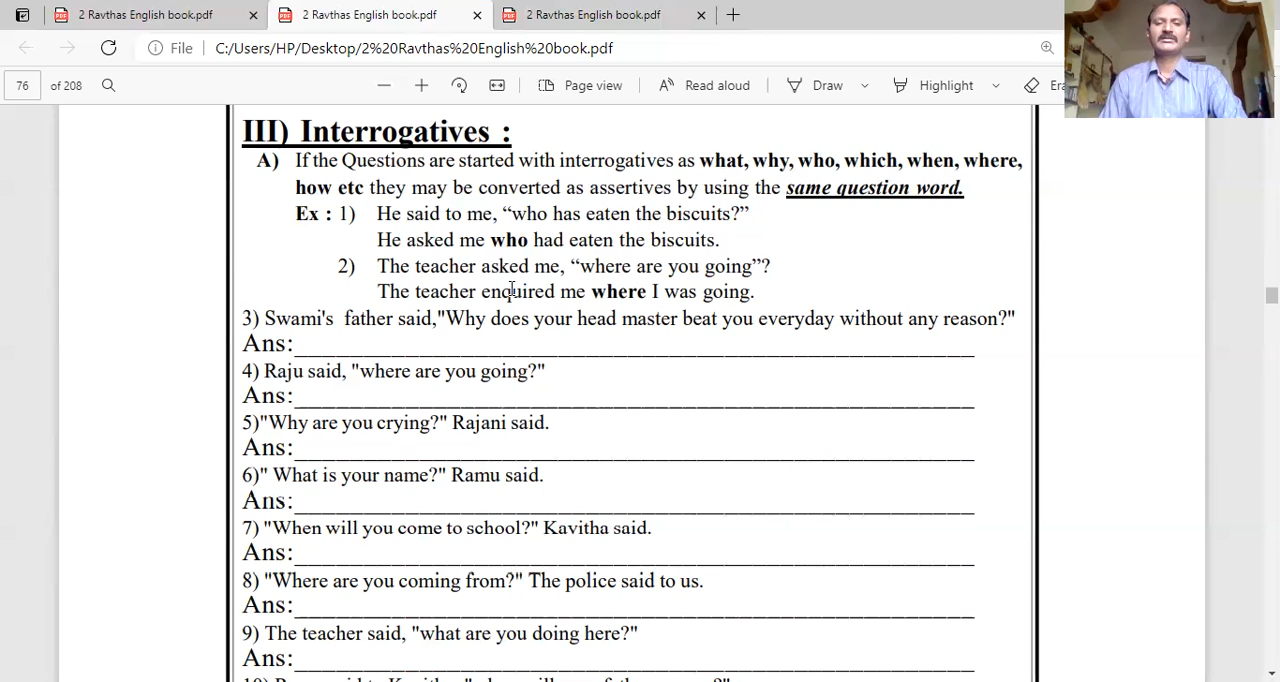 2 Ravthas English book.pdf
2 Ravthas English book.pdf
2 Ravthas English book.pdf
File
C:/Users/HP/Desktop/2%20Ravthas%20English%20book.pdf
76 of 208
Page view
Read aloud
Draw
Highlight
Era
III) Interrogatives :
A) If the Questions are started with interrogatives as what, why, who, which, when, where,
how etc they may be converted as assertives by using the same question word.
Ex : 1) He said to me, “who has eaten the biscuits?”
He asked me who had eaten the biscuits.
2) The teacher asked me, “where are you going”?
The teacher enquired me where I was going.
3) Swami's father said,"Why does your head master beat you everyday without any reason?"
Ans:
4) Raju said, "where are you going?"
Ans:
5)"Why are you crying?" Rajani said.
Ans:
6)" What is your name?" Ramu said.
Ans:
7) "When will you come to school?" Kavitha said.
Ans:
8) "Where are you coming from?" The police said to us.
Ans:
9) The teacher said, "what are you doing here?"
Ans: